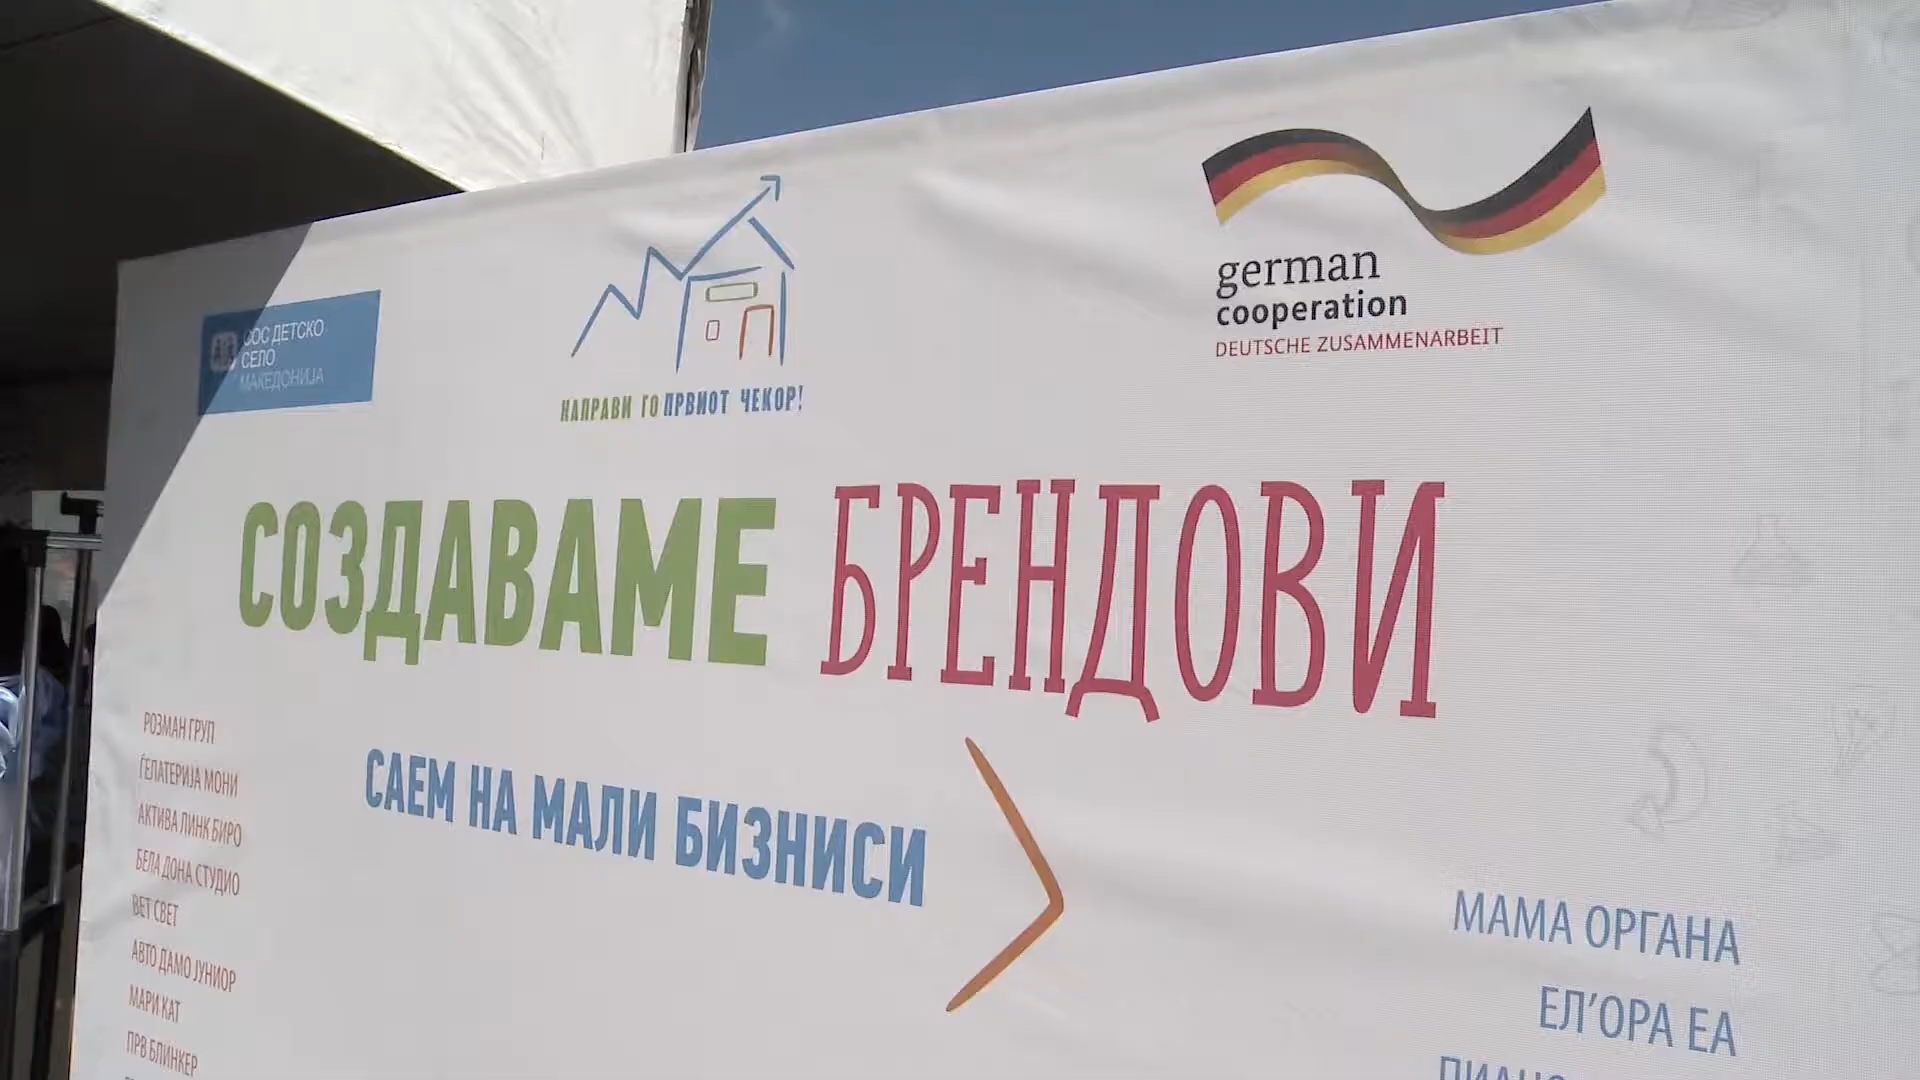 СОС ДЕТСКО
СЕЛО
МАКЕДОНИЈА
НАПРАВИ ГО ПРВИОТ ЧЕКОР!
german
cooperation
DEUTSCHE ZUSAMMENARBEIT
СОЗДАВАМЕ БРЕНДОВИ
САЕМ НА МАЛИ БИЗНИСИ
РОЗМАН ГРУП
ЃЕЛАТЕРИЈА МОНИ
АКТИВА ЛИНК БИРО
БЕЛА ДОНА СТУДИО
ВЕТ СВЕТ
АВТО ДАМО ЈУНИОР
МАРИ КАТ
ПРВ БЛИНКЕР
МАМА ОРГАНА
ЕЛ’ОРА ЕА